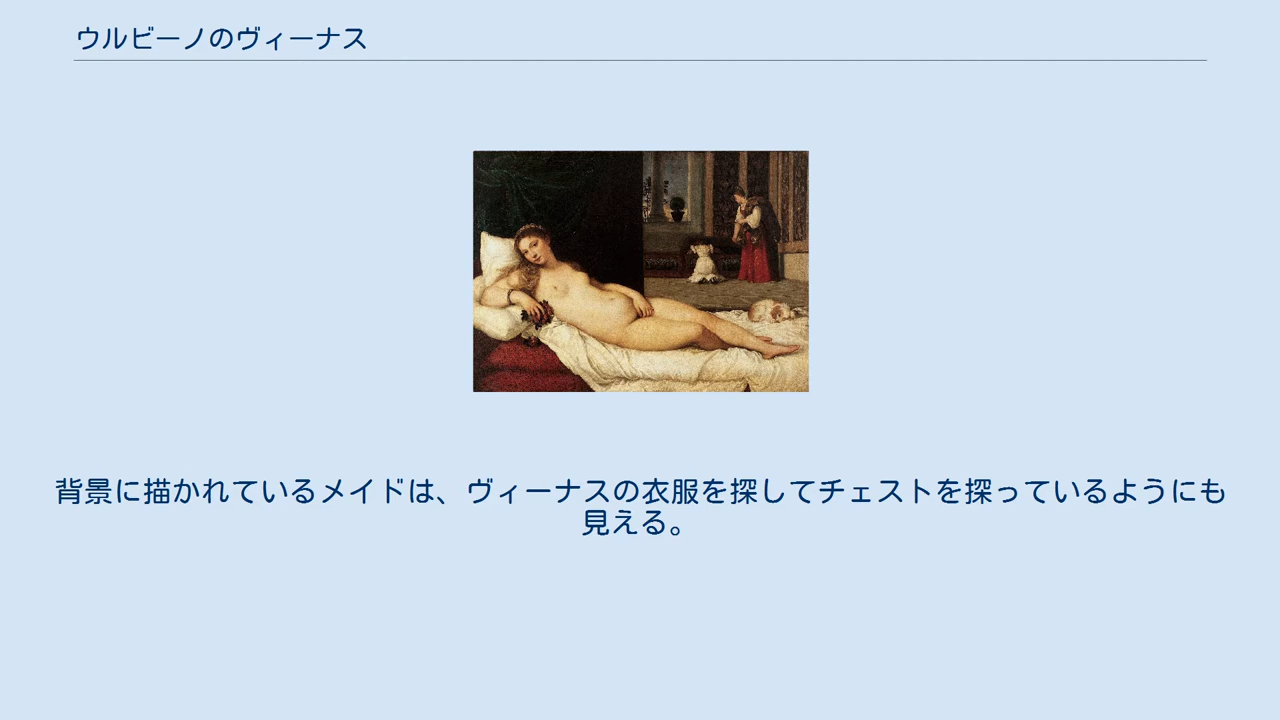 ウルビーノのヴィーナス
背景に描かれているメイドは、ヴィーナスの衣服を探してチェストを探っているようにも
見える。